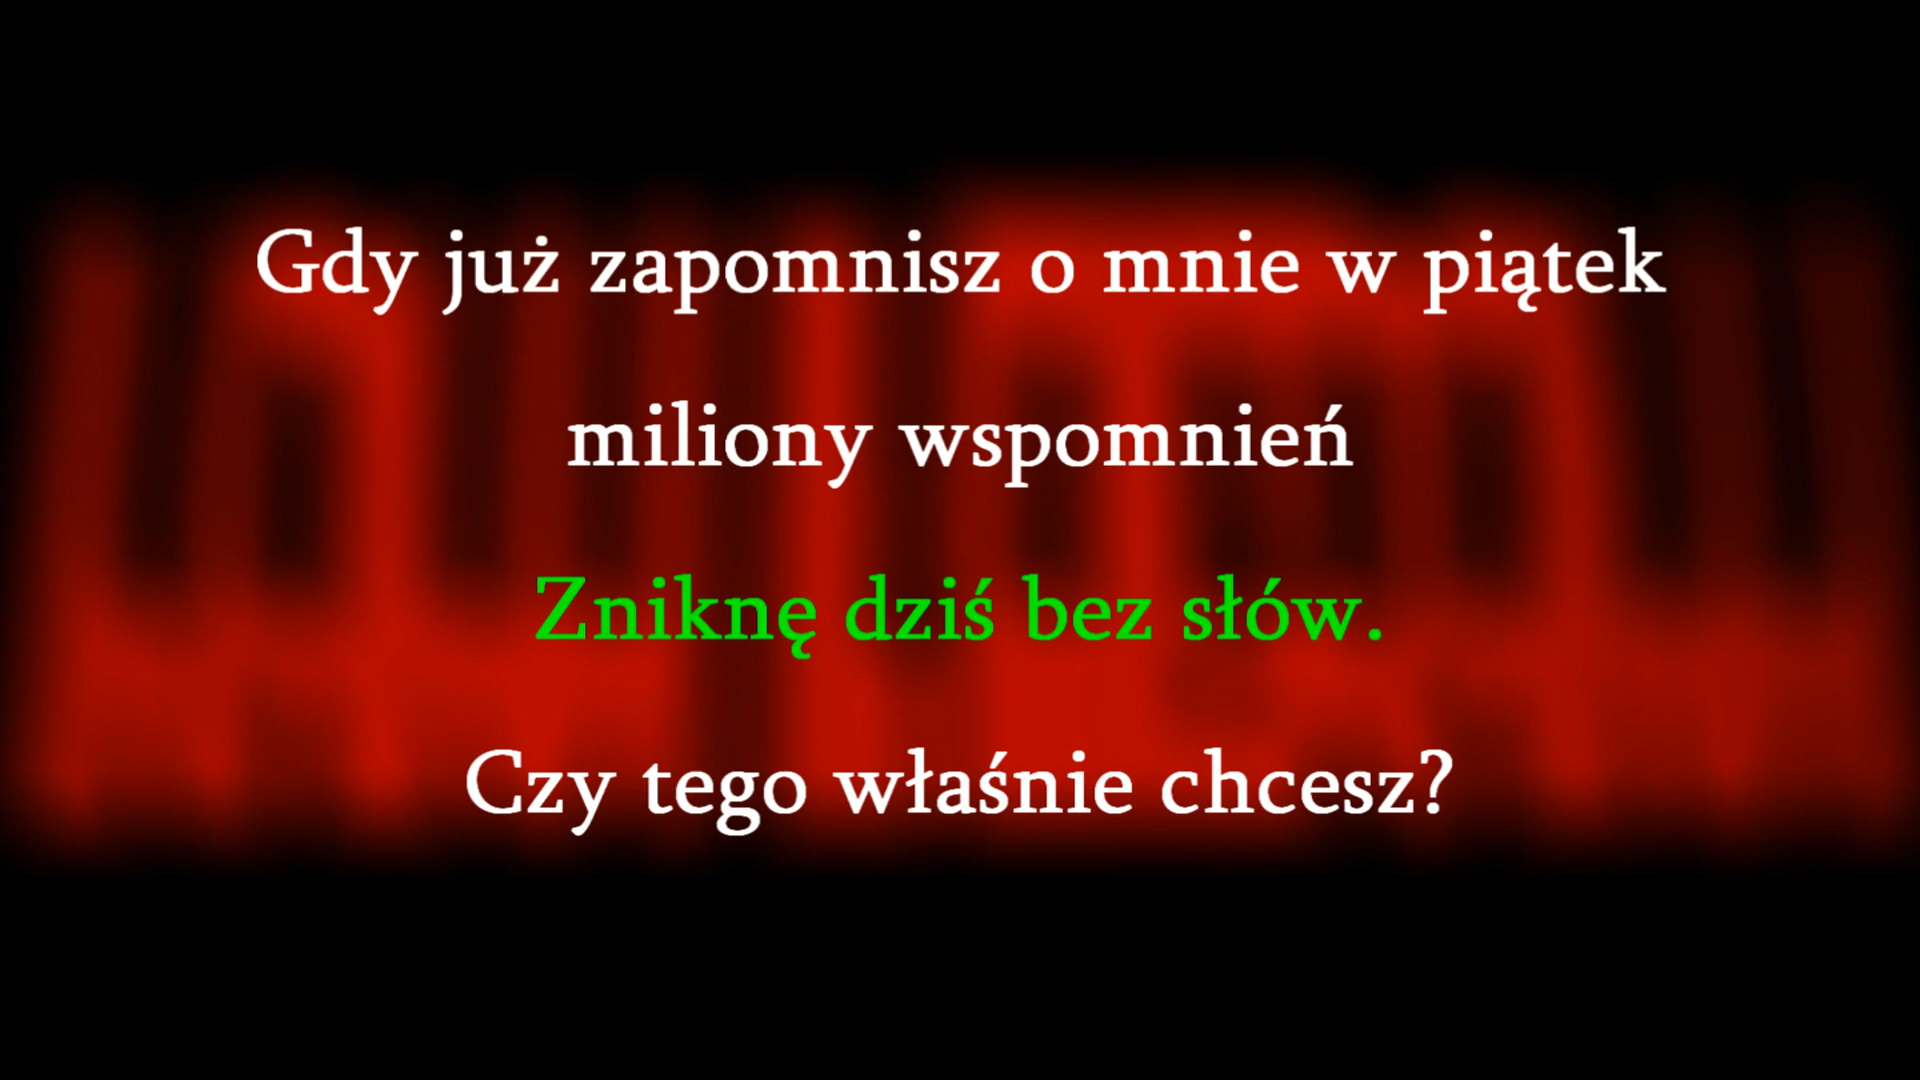 Gdy już zapomnisz o mnie w piątek
miliony wspomnień
Zniknę dziś bez słów.
Czy tego właśnie chcesz?